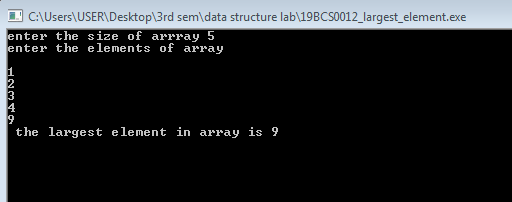 C:\Users\USER\Desktop\3rd sem\data structure lab\19BCS0012_largest_element.exe
enter the size of arrray 5
enter the elements of array
1
2
3
4
9
the largest element in array is 9